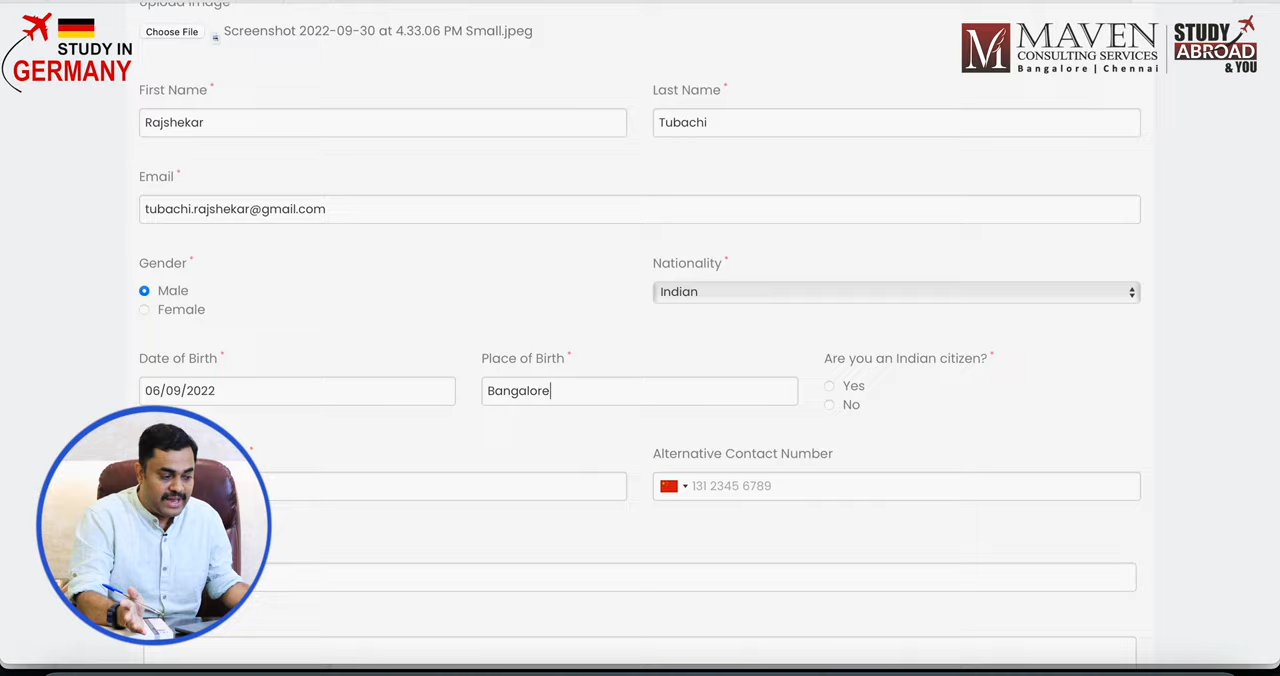 Upload Image
Choose File Screenshot 2022-09-30 at 4.33.06 PM Small.jpeg
STUDY IN
GERMANY
MAVEN
CONSULTING SERVICES
Bangalore | Chennai
STUDY
ABROAD
& YOU
First Name *
Last Name *
Rajshekar
Tubachi
Email *
tubachi.rajshekar@gmail.com
Gender *
Nationality *
Male
Indian
Female
Date of Birth *
Place of Birth *
Are you an Indian citizen? *
06/09/2022
Bangalore
Yes
No
*
Alternative Contact Number
131 2345 6789